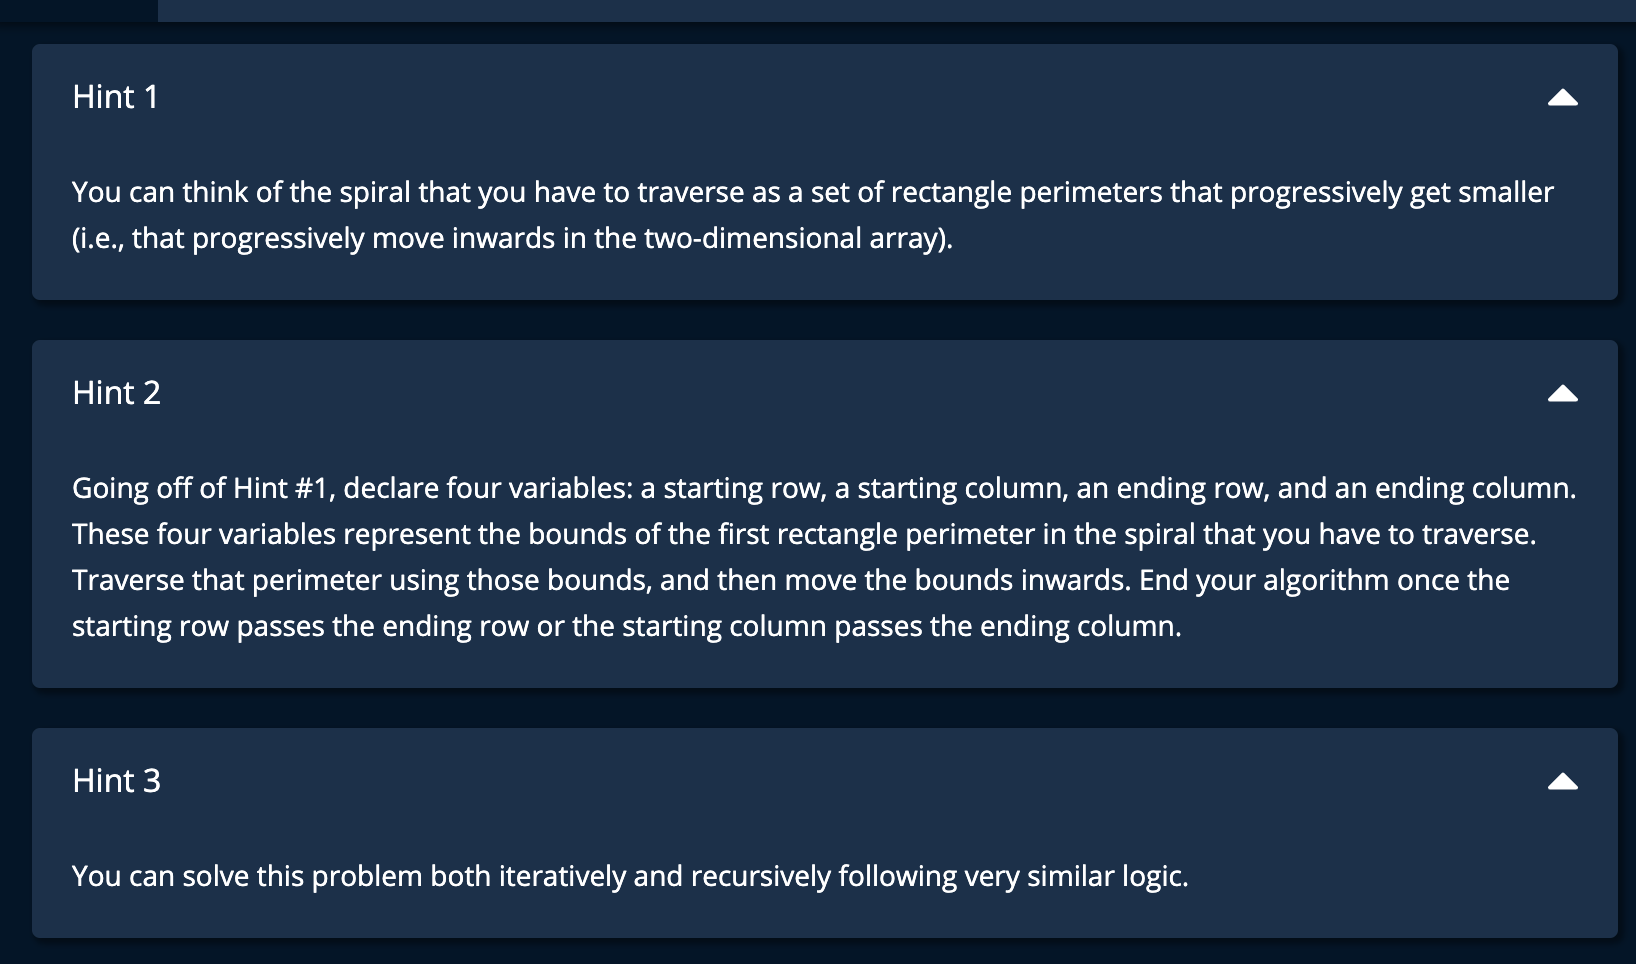 Hint 1
You can think of the spiral that you have to traverse as a set of rectangle perimeters that progressively get smaller
(i.e., that progressively move inwards in the two-dimensional array).
Hint 2
Going off of Hint #1, declare four variables: a starting row, a starting column, an ending row, and an ending column.
These four variables represent the bounds of the first rectangle perimeter in the spiral that you have to traverse.
Traverse that perimeter using those bounds, and then move the bounds inwards. End your algorithm once the
starting row passes the ending row or the starting column passes the ending column.
Hint 3
You can solve this problem both iteratively and recursively following very similar logic.